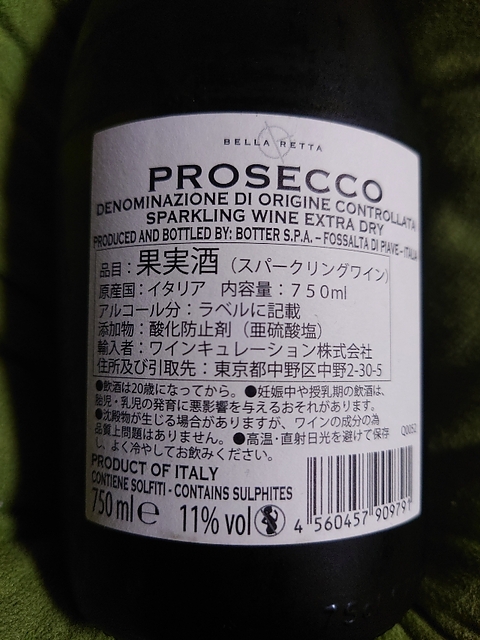 BELLA RETTA
PROSECCO
DENOMINAZIONE DI ORIGINE CONTROLLATA
SPARKLING WINE EXTRA DRY
PRODUCED AND BOTTLED BY: BOTTER S.P.A. – FOSSALTA DI PIAVE – ITALIA
品目：果実酒（スパークリングワイン）
原産国：イタリア 内容量：750ml
アルコール分：ラベルに記載
添加物：酸化防止剤（亜硫酸塩）
輸入者：ワインキュレーション株式会社
住所及び引取先：東京都中野区中野2-30-5
●飲酒は20歳になってから。●妊娠中や授乳期の飲酒は、
胎児・乳児の発育に悪影響を与えるおそれがあります。
●沈殿物が生じる場合がありますが、ワインの成分の為
品質上問題はありません。●高温・直射日光を避けて保存
し、よく冷やしてお飲みください。
Q0052
PRODUCT OF ITALY
CONTIENE SOLFITI - CONTAINS SULPHITES
750 ml e 11% vol
4 560457 909791